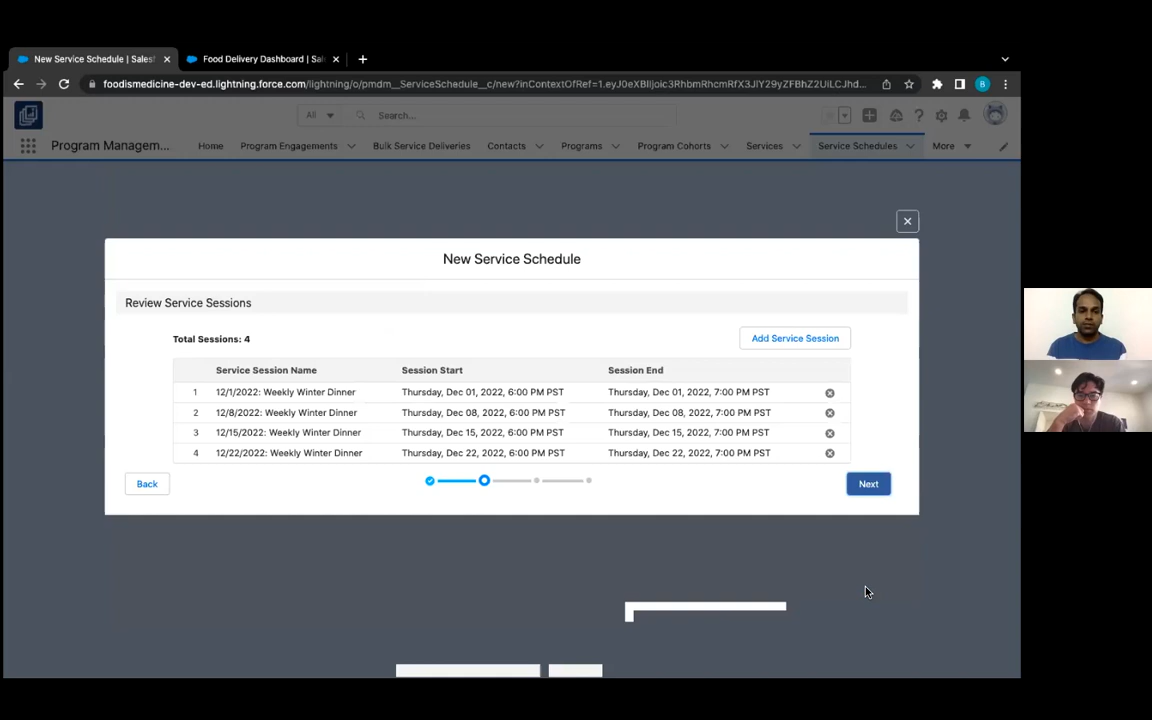 New Service Schedule | Sales
Food Delivery Dashboard | Sal
foodismedicine-dev-ed.lightning.force.com/lightning/o/pmdm__ServiceSchedule__c/new?inContextOfRef=
B
All
Search...
Program Managem...
Home
Program Engagements
Bulk Service Deliveries
Contacts
Programs
Program Cohorts
Services
Service Schedules
More
New Service Schedule
Review Service Sessions
Total Sessions: 4
Add Service Session
Service Session Name Session Start Session End
1 12/1/2022: Weekly Winter Dinner Thursday, Dec 01, 2022, 6:00 PM PST Thursday, Dec 01, 2022, 7:00 PM PST
2 12/8/2022: Weekly Winter Dinner Thursday, Dec 08, 2022, 6:00 PM PST Thursday, Dec 08, 2022, 7:00 PM PST
3 12/15/2022: Weekly Winter Dinner Thursday, Dec 15, 2022, 6:00 PM PST Thursday, Dec 15, 2022, 7:00 PM PST
4 12/22/2022: Weekly Winter Dinner Thursday, Dec 22, 2022, 6:00 PM PST Thursday, Dec 22, 2022, 7:00 PM PST
Back
Next